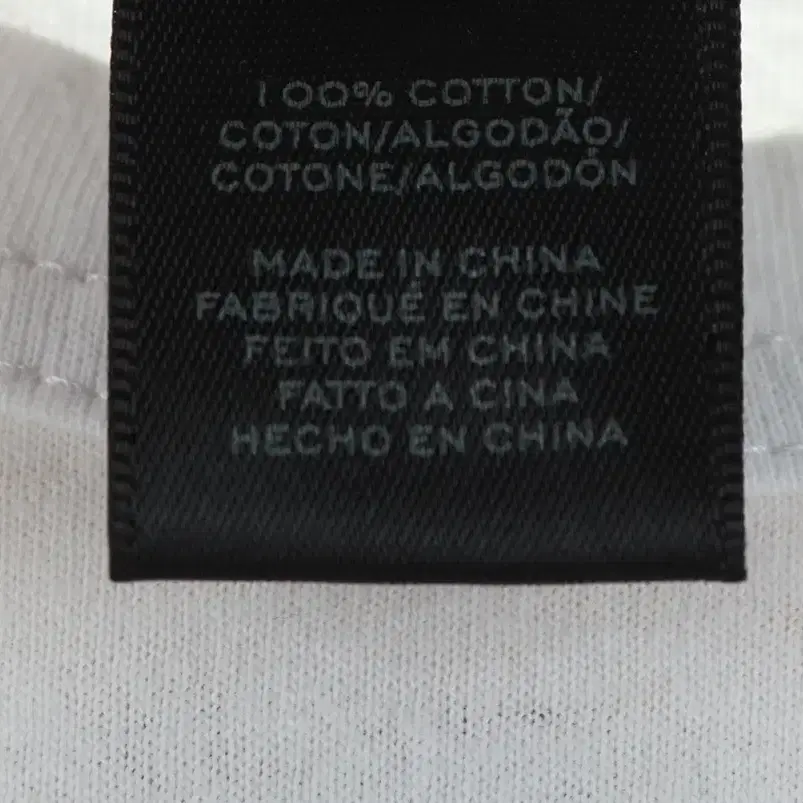 100% COTTON/
COTON/ALGODÃO/
COTONE/ALGODÓN
MADE IN CHINA
FABRIQUÉ EN CHINE
FEITO EM CHINA
FATTO A CINA
HECHO EN CHINA